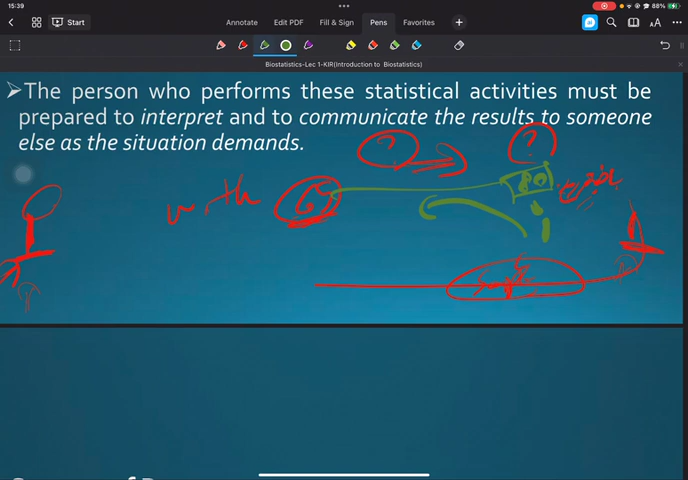 15:39
88%
Start
Annotate Edit PDF Fill & Sign Pens Favorites
Biostatistics-Lec 1-KIR(Introduction to Biostatistics)
➢The person who performs these statistical activities must be
prepared to interpret and to communicate the results to someone
else as the situation demands.
? ?
with